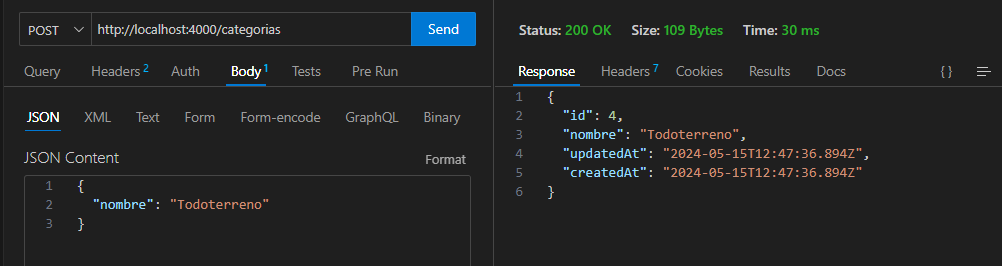 POST http://localhost:4000/categorias Send
Query Headers 2 Auth Body 1 Tests Pre Run
JSON XML Text Form Form-encode GraphQL Binary
JSON Content Format
1 {
2 "nombre": "Todoterreno"
3 }
Status: 200 OK Size: 109 Bytes Time: 30 ms
Response Headers 7 Cookies Results Docs { }
1 {
2 "id": 4,
3 "nombre": "Todoterreno",
4 "updatedAt": "2024-05-15T12:47:36.894Z",
5 "createdAt": "2024-05-15T12:47:36.894Z"
6 }